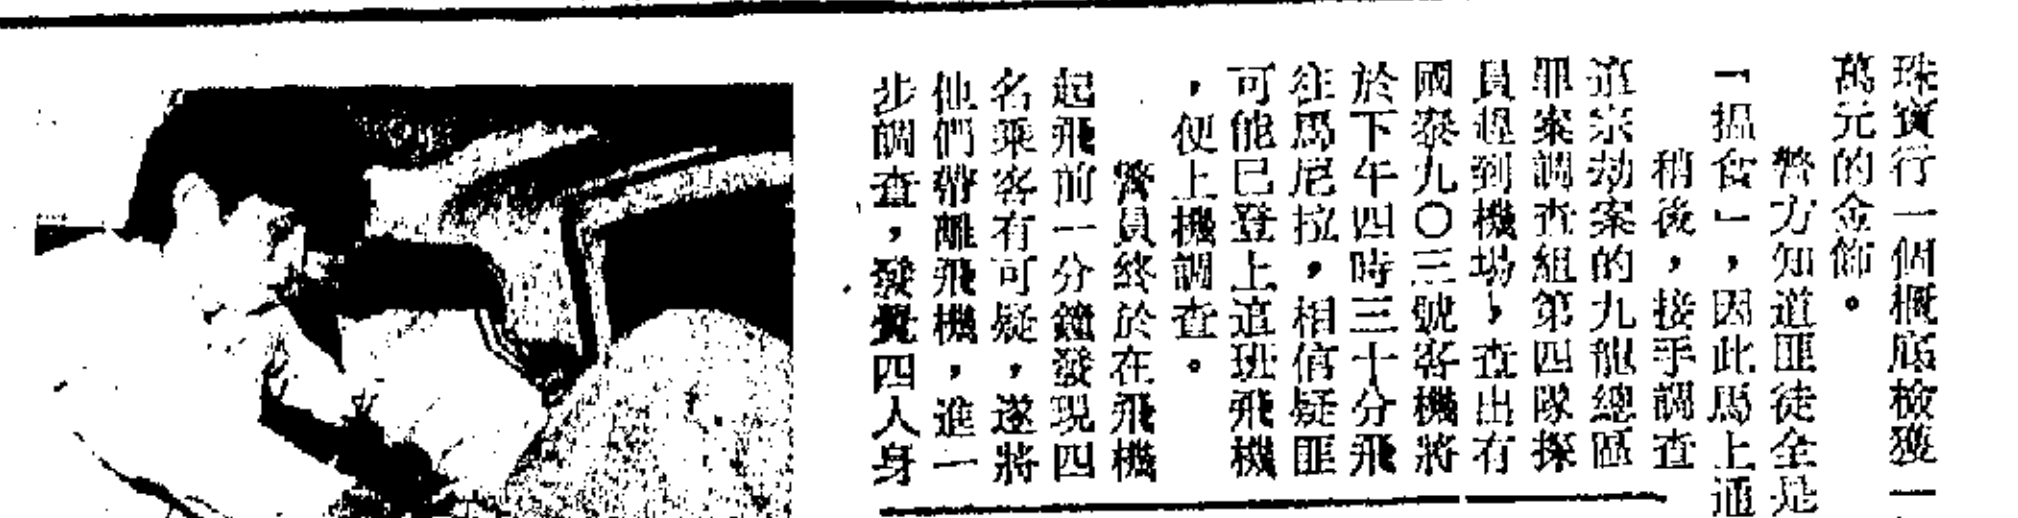 珠寶行一個櫃底檢獲一
萬元的金飾。
警方知道匪徒全是
「搵食」，因此馬上通
稍後，接手調查
這宗劫案的九龍總區
罪案調查組第四隊探
員趕到機場，查出有
國泰九〇三號客機將
於下午四時三十分飛
往馬尼拉，相信疑匪
可能已登上這班飛機
，便上機調查。
警員終於在飛機
起飛前一分鐘發現四
名乘客有可疑，遂將
他們帶離飛機，進一
步調查，發覺四人身